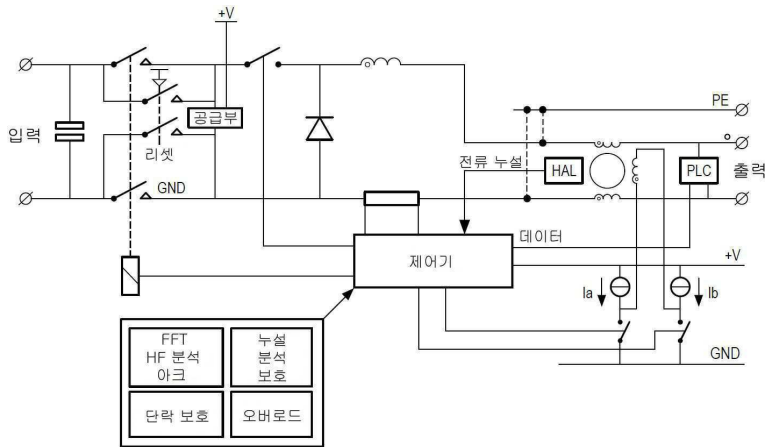 +V
입력
공급부
리셋
GND
PE
전류 누설
HAL
PLC
출력
데이터
제어기
+V
Ia
Ib
GND
FFT
HF 분석
아크
누설
분석
보호
단락 보호
오버로드